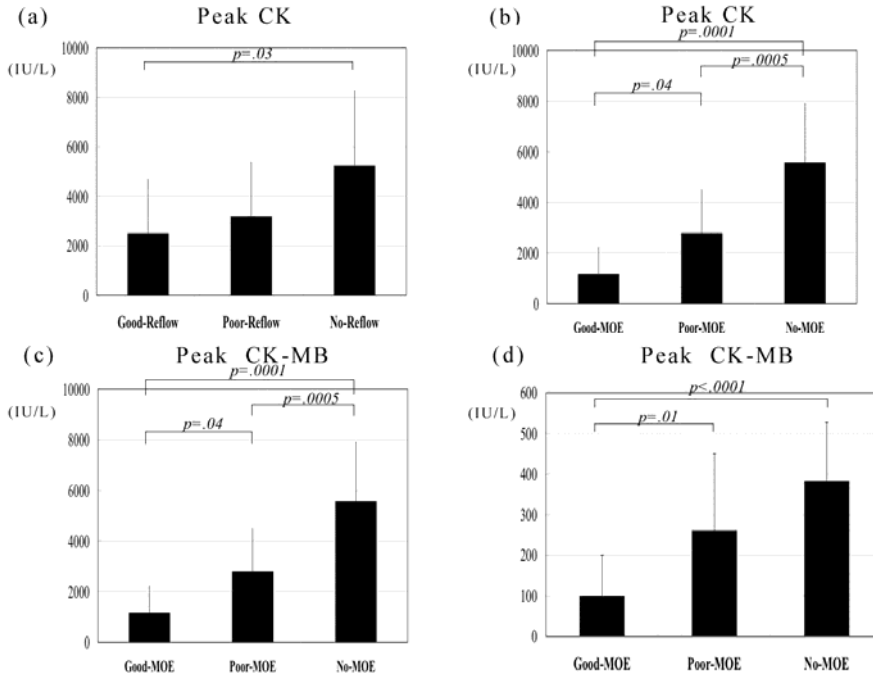 (a) Peak CK
(IU/L)
10000
8000
6000
4000
2000
0
p=.03
Good-Reflow Poor-Reflow No-Reflow
(b) Peak CK
(IU/L)
10000
8000
6000
4000
2000
0
p=.0001
p=.0005
p=.04
Good-MOE Poor-MOE No-MOE
(c) Peak CK-MB
(IU/L)
10000
8000
6000
4000
2000
0
p=.0001
p=.0005
p=.04
Good-MOE Poor-MOE No-MOE
(d) Peak CK-MB
(IU/L)
600
500
400
300
200
100
0
p<.0001
p=.01
Good-MOE Poor-MOE No-MOE